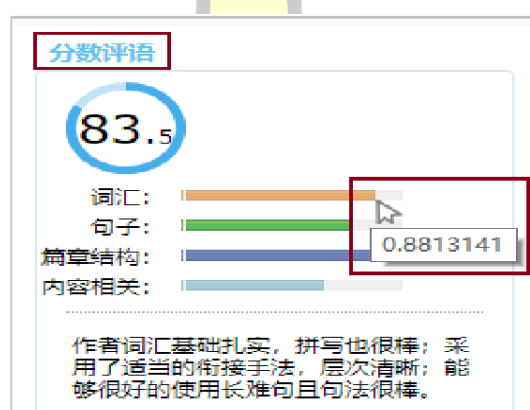 分数评语
83.5
词汇：
句子：
0.8813141
篇章结构：
内容相关：
作者词汇基础扎实，拼写也很棒；采
用了适当的衔接手法，层次清晰；能
够很好的使用长难句且句法很棒。